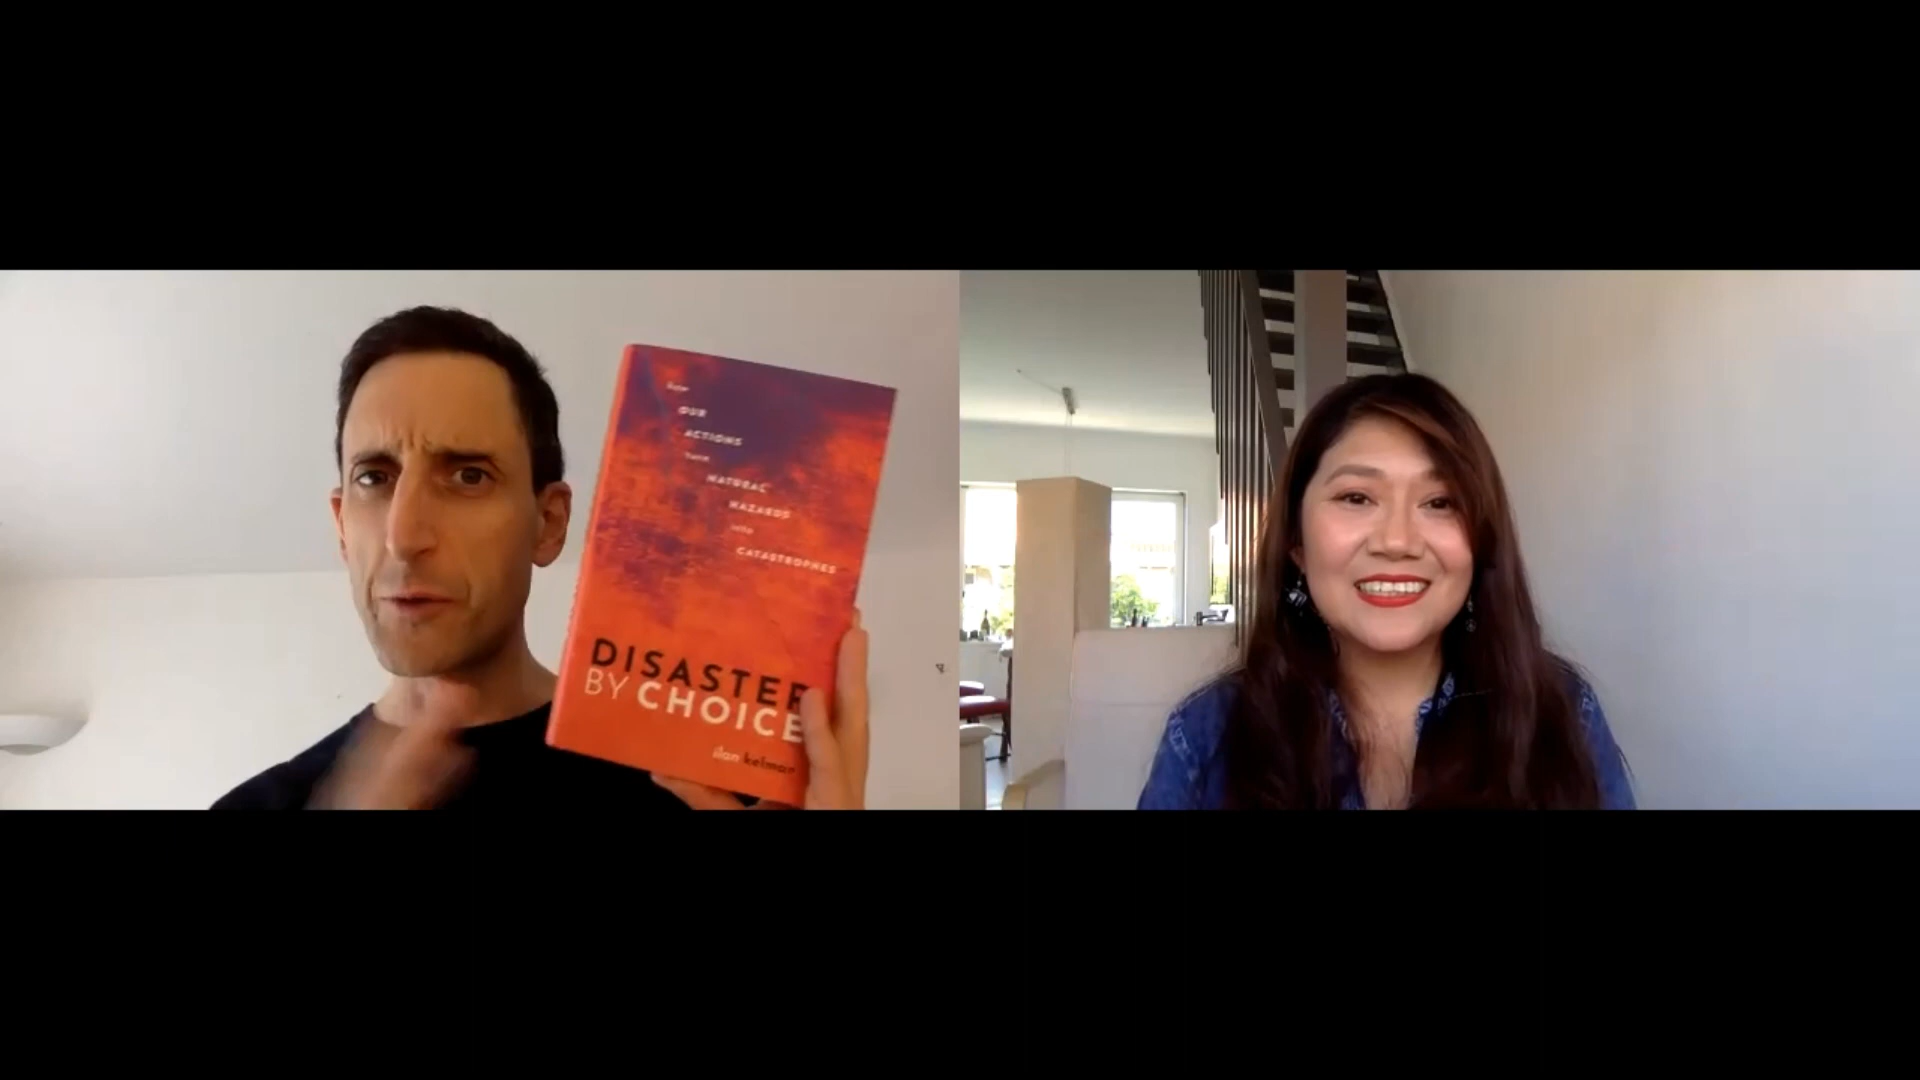 How
OUR
ACTIONS
Turn
NATURAL
HAZARDS
into
CATASTROPHES
DISASTER
BY CHOICE
ilan kelman